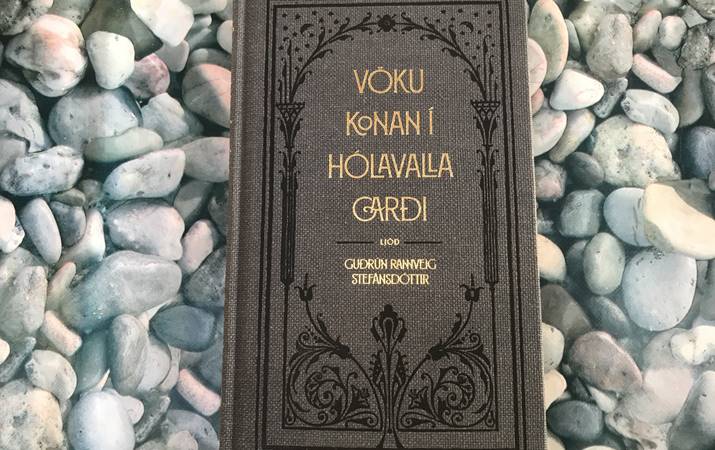 VÖKU
KONAN Í
HÓLAVALLA
GARÐI
LJÓÐ
GUÐRÚN RANNVEIG
STEFÁNSDÓTTIR